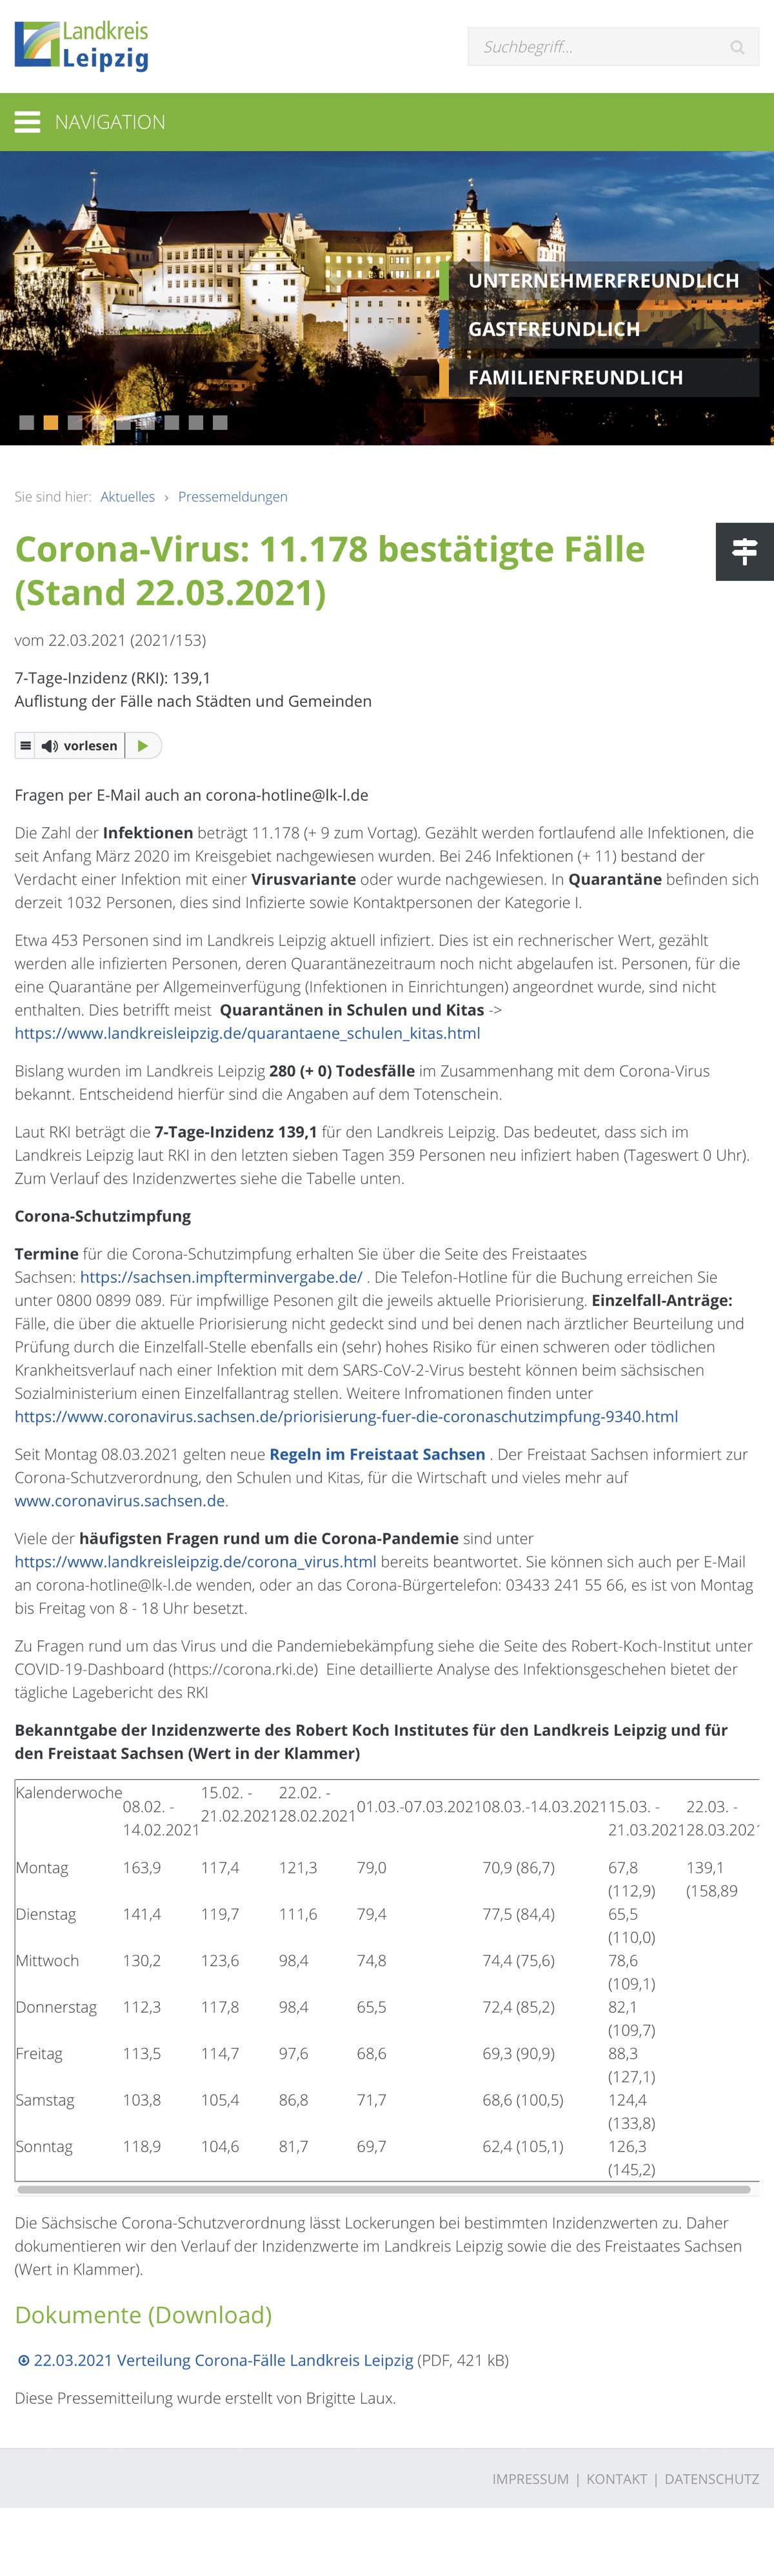 Landkreis
Leipzig
Suchbegriff...
NAVIGATION
UNTERNEHMERFREUNDLICH
GASTFREUNDLICH
FAMILIENFREUNDLICH
Sie sind hier: Aktuelles › Pressemeldungen
Corona-Virus: 11.178 bestätigte Fälle
(Stand 22.03.2021)
vom 22.03.2021 (2021/153)
7-Tage-Inzidenz (RKI): 139,1
Auflistung der Fälle nach Städten und Gemeinden
vorlesen
Fragen per E-Mail auch an corona-hotline@lk-l.de
Die Zahl der Infektionen beträgt 11.178 (+ 9 zum Vortag). Gezählt werden fortlaufend alle Infektionen, die
seit Anfang März 2020 im Kreisgebiet nachgewiesen wurden. Bei 246 Infektionen (+ 11) bestand der
Verdacht einer Infektion mit einer Virusvariante oder wurde nachgewiesen. In Quarantäne befinden sich
derzeit 1032 Personen, dies sind Infizierte sowie Kontaktpersonen der Kategorie I.
Etwa 453 Personen sind im Landkreis Leipzig aktuell infiziert. Dies ist ein rechnerischer Wert, gezählt
werden alle infizierten Personen, deren Quarantänezeitraum noch nicht abgelaufen ist. Personen, für die
eine Quarantäne per Allgemeinverfügung (Infektionen in Einrichtungen) angeordnet wurde, sind nicht
enthalten. Dies betrifft meist Quarantänen in Schulen und Kitas ->
https://www.landkreisleipzig.de/quarantaene_schulen_kitas.html
Bislang wurden im Landkreis Leipzig 280 (+ 0) Todesfälle im Zusammenhang mit dem Corona-Virus
bekannt. Entscheidend hierfür sind die Angaben auf dem Totenschein.
Laut RKI beträgt die 7-Tage-Inzidenz 139,1 für den Landkreis Leipzig. Das bedeutet, dass sich im
Landkreis Leipzig laut RKI in den letzten sieben Tagen 359 Personen neu infiziert haben (Tageswert 0 Uhr).
Zum Verlauf des Inzidenzwertes siehe die Tabelle unten.
Corona-Schutzimpfung
Termine für die Corona-Schutzimpfung erhalten Sie über die Seite des Freistaates
Sachsen: https://sachsen.impfterminvergabe.de/ . Die Telefon-Hotline für die Buchung erreichen Sie
unter 0800 0899 089. Für impfwillige Pesonen gilt die jeweils aktuelle Priorisierung. Einzelfall-Anträge:
Fälle, die über die aktuelle Priorisierung nicht gedeckt sind und bei denen nach ärztlicher Beurteilung und
Prüfung durch die Einzelfall-Stelle ebenfalls ein (sehr) hohes Risiko für einen schweren oder tödlichen
Krankheitsverlauf nach einer Infektion mit dem SARS-CoV-2-Virus besteht können beim sächsischen
Sozialministerium einen Einzelfallantrag stellen. Weitere Infromationen finden unter
https://www.coronavirus.sachsen.de/priorisierung-fuer-die-coronaschutzimpfung-9340.html
Seit Montag 08.03.2021 gelten neue Regeln im Freistaat Sachsen . Der Freistaat Sachsen informiert zur
Corona-Schutzverordnung, den Schulen und Kitas, für die Wirtschaft und vieles mehr auf
www.coronavirus.sachsen.de.
Viele der häufigsten Fragen rund um die Corona-Pandemie sind unter
https://www.landkreisleipzig.de/corona_virus.html bereits beantwortet. Sie können sich auch per E-Mail
an corona-hotline@lk-l.de wenden, oder an das Corona-Bürgertelefon: 03433 241 55 66, es ist von Montag
bis Freitag von 8 - 18 Uhr besetzt.
Zu Fragen rund um das Virus und die Pandemiebekämpfung siehe die Seite des Robert-Koch-Institut unter
COVID-19-Dashboard (https://corona.rki.de) Eine detaillierte Analyse des Infektionsgeschehen bietet der
tägliche Lagebericht des RKI
Bekanntgabe der Inzidenzwerte des Robert Koch Institutes für den Landkreis Leipzig und für
den Freistaat Sachsen (Wert in der Klammer)
Kalenderwoche 08.02. - 14.02.2021 15.02. - 21.02.2021 22.02. - 28.02.2021 01.03.-07.03.2021 08.03.-14.03.2021 15.03. - 21.03.2021 22.03. - 28.03.2021
Montag 163,9 117,4 121,3 79,0 70,9 (86,7) 67,8 (112,9) 139,1 (158,89
Dienstag 141,4 119,7 111,6 79,4 77,5 (84,4) 65,5 (110,0)
Mittwoch 130,2 123,6 98,4 74,8 74,4 (75,6) 78,6 (109,1)
Donnerstag 112,3 117,8 98,4 65,5 72,4 (85,2) 82,1 (109,7)
Freitag 113,5 114,7 97,6 68,6 69,3 (90,9) 88,3 (127,1)
Samstag 103,8 105,4 86,8 71,7 68,6 (100,5) 124,4 (133,8)
Sonntag 118,9 104,6 81,7 69,7 62,4 (105,1) 126,3 (145,2)
Die Sächsische Corona-Schutzverordnung lässt Lockerungen bei bestimmten Inzidenzwerten zu. Daher
dokumentieren wir den Verlauf der Inzidenzwerte im Landkreis Leipzig sowie die des Freistaates Sachsen
(Wert in Klammer).
Dokumente (Download)
22.03.2021 Verteilung Corona-Fälle Landkreis Leipzig (PDF, 421 kB)
Diese Pressemitteilung wurde erstellt von Brigitte Laux.
IMPRESSUM | KONTAKT | DATENSCHUTZ